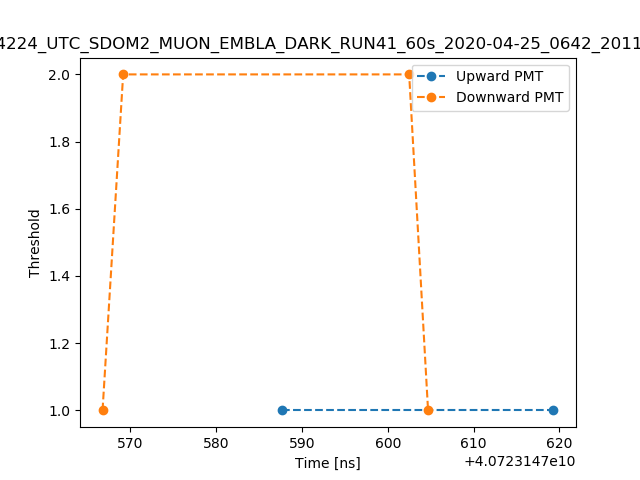 4224_UTC_SDOM2_MUON_EMBLA_DARK_RUN41_60s_2020-04-25_0642_2011
Upward PMT
Downward PMT
2.0
1.8
1.6
1.4
1.2
1.0
Threshold
570 580 590 600 610 620
Time [ns]
+4.0723147e10